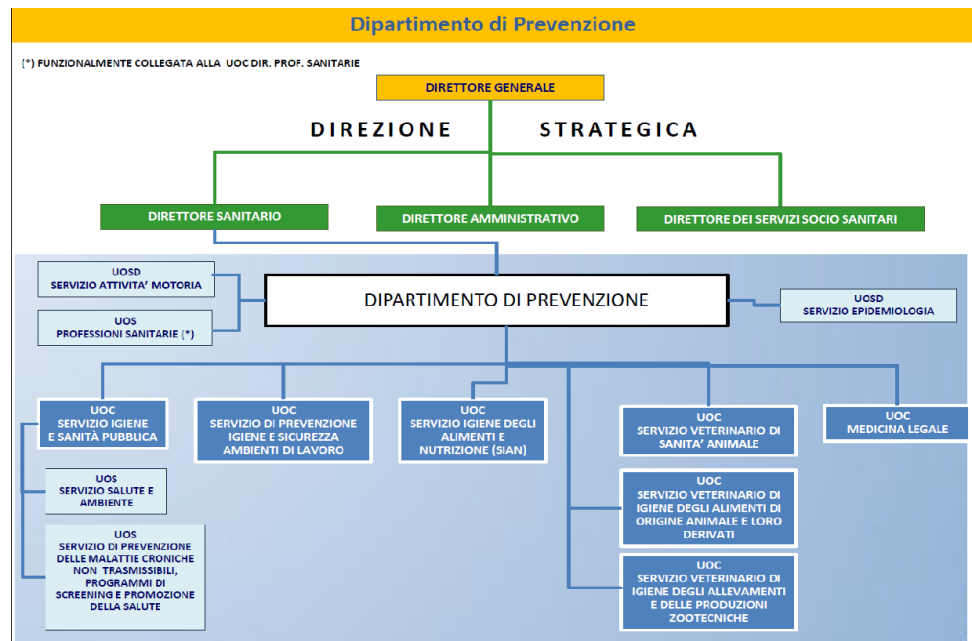 Dipartimento di Prevenzione
(*) FUNZIONALMENTE COLLEGATA ALLA UOC DIR. PROF. SANITARIE
DIRETTORE GENERALE
DIREZIONE STRATEGICA
DIRETTORE SANITARIO
DIRETTORE AMMINISTRATIVO
DIRETTORE DEI SERVIZI SOCIO SANITARI
UOSD
SERVIZIO ATTIVITA' MOTORIA
UOS
PROFESSIONI SANITARIE (*)
DIPARTIMENTO DI PREVENZIONE
UOSD
SERVIZIO EPIDEMIOLOGIA
UOC
SERVIZIO IGIENE
E SANITÀ PUBBLICA
UOC
SERVIZIO DI PREVENZIONE
IGIENE E SICUREZZA
AMBIENTI DI LAVORO
UOC
SERVIZIO IGIENE DEGLI
ALIMENTI E
NUTRIZIONE (SIAN)
UOC
SERVIZIO VETERINARIO DI
SANITA' ANIMALE
UOC
MEDICINA LEGALE
UOS
SERVIZIO SALUTE E
AMBIENTE
UOC
SERVIZIO VETERINARIO DI
IGIENE DEGLI ALIMENTI DI
ORIGINE ANIMALE E LORO
DERIVATI
UOS
SERVIZIO DI PREVENZIONE
DELLE MALATTIE CRONICHE
NON TRASMISSIBILI,
PROGRAMMI DI
SCREENING E PROMOZIONE
DELLA SALUTE
UOC
SERVIZIO VETERINARIO DI
IGIENE DEGLI ALLEVAMENTI
E DELLE PRODUZIONI
ZOOTECNICHE